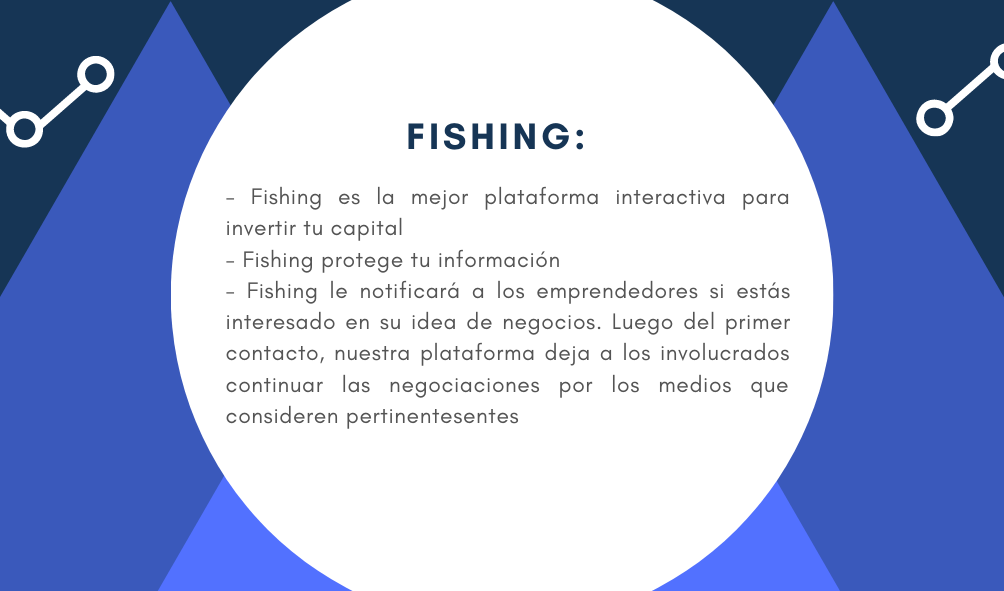 FISHING:
- Fishing es la mejor plataforma interactiva para
invertir tu capital
- Fishing protege tu información
- Fishing le notificará a los emprendedores si estás
interesado en su idea de negocios. Luego del primer
contacto, nuestra plataforma deja a los involucrados
continuar las negociaciones por los medios que
consideren pertinentesentes